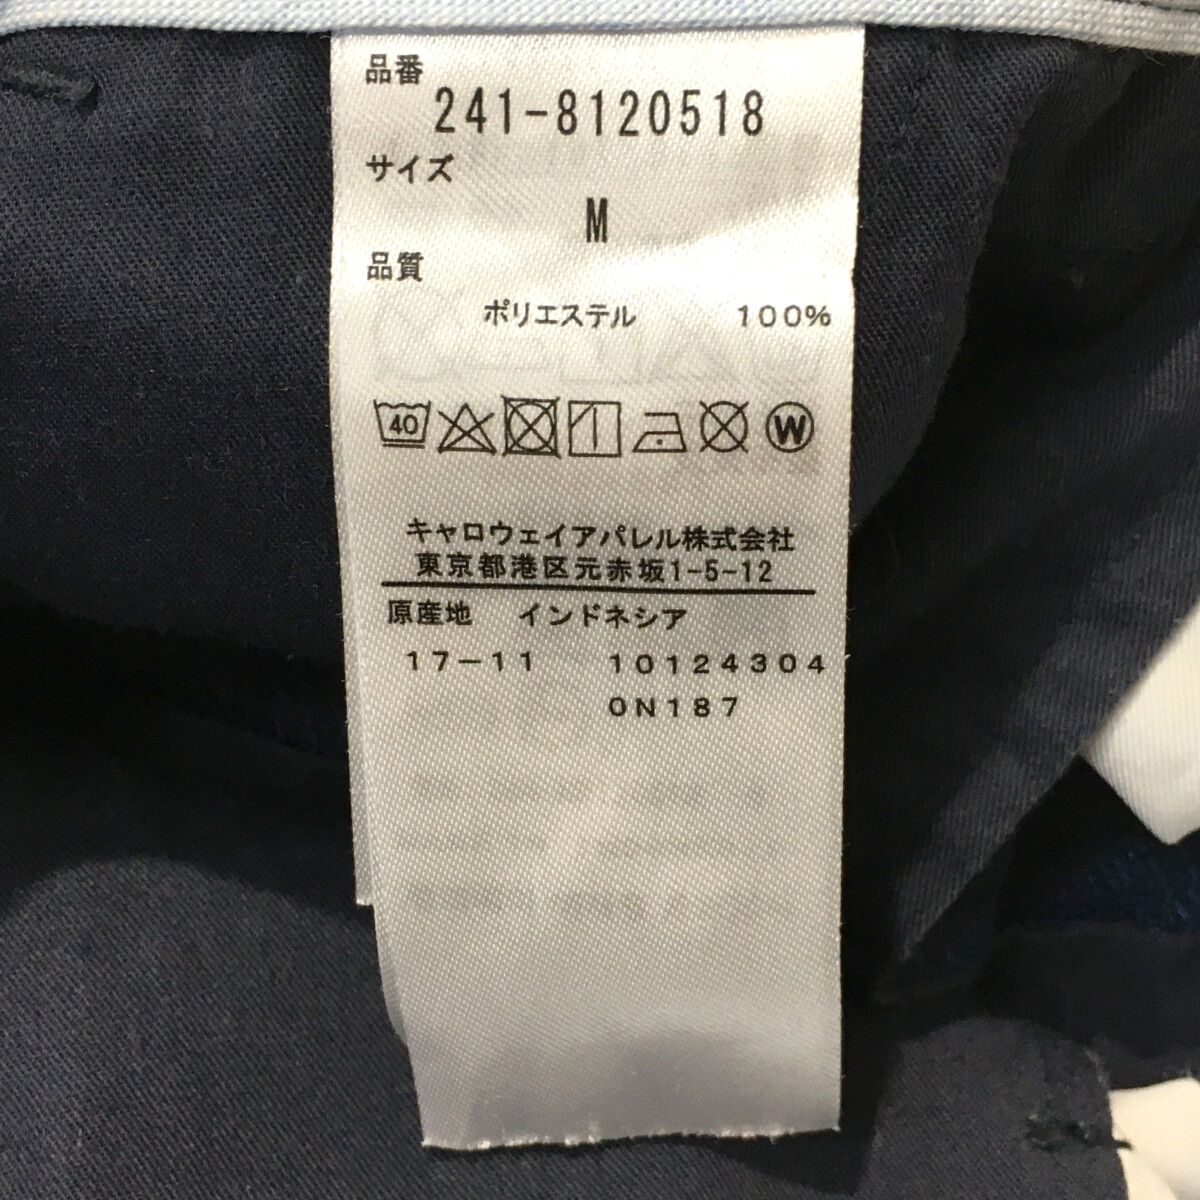 品番
241-8120518
サイズ
M
品質
ポリエステル 100%
40 W
キャロウェイアパレル株式会社
東京都港区元赤坂1-5-12
原産地 インドネシア
17-11 10124304
0N187